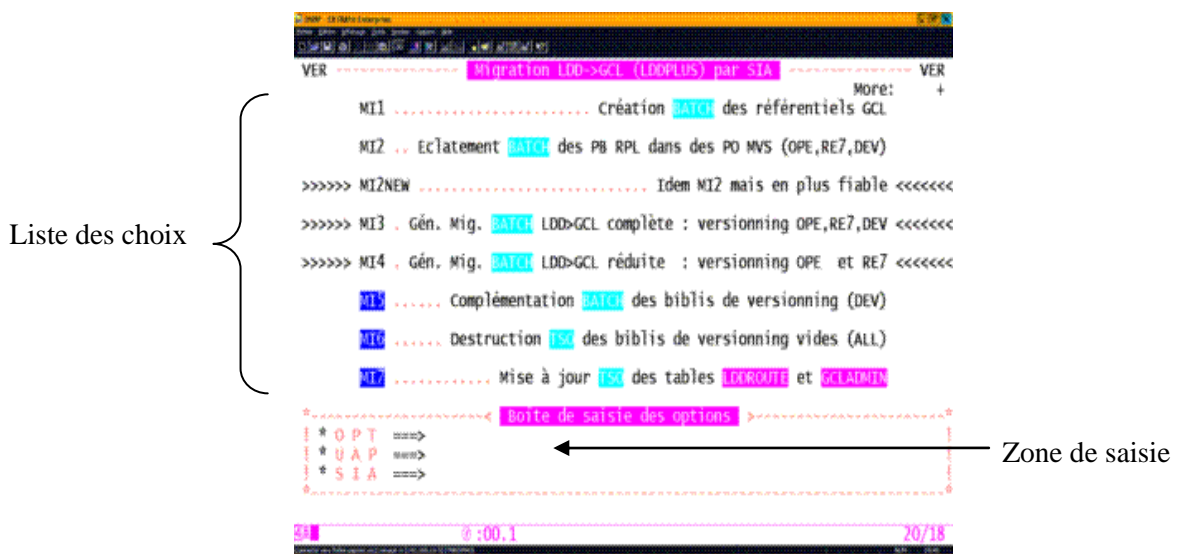 VER Migration LDD->GCL (LDDPLUS) par SIA VER
More: +
MI1 ........................ Création BATCH des référentiels GCL
MI2 .. Eclatement BATCH des PB RPL dans des PO MVS (OPE,RE7,DEV)
>>>>>> MI2NEW ............................ Idem MI2 mais en plus fiable <<<<<<<
>>>>>> MI3 . Gén. Mig. BATCH LDD>GCL complète : versionning OPE,RE7,DEV <<<<<<<
Liste des choix
>>>>>> MI4 . Gén. Mig. BATCH LDD>GCL réduite : versionning OPE et RE7 <<<<<<<
MI5 ...... Complémentation BATCH des biblis de versionning (DEV)
MI6 ...... Destruction TSO des biblis de versionning vides (ALL)
MI7 ............ Mise à jour TSO des tables LDDROUTE et GCLADMIN
< Boite de saisie des options >
* O P T ===>
* U A P ===>
Zone de saisie
* S I A ===>
:00.1 20/18